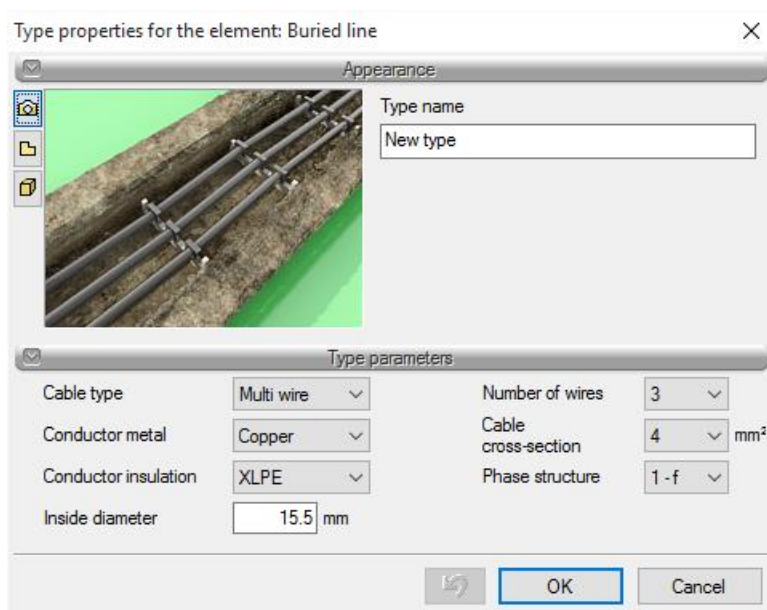 Type properties for the element: Buried line
Appearance
Type name
New type
Type parameters
Cable type
Multi wire
Number of wires
3
Conductor metal
Copper
Cable
cross-section
4
mm²
Conductor insulation
XLPE
Phase structure
1 - f
Inside diameter
15.5
mm
OK
Cancel